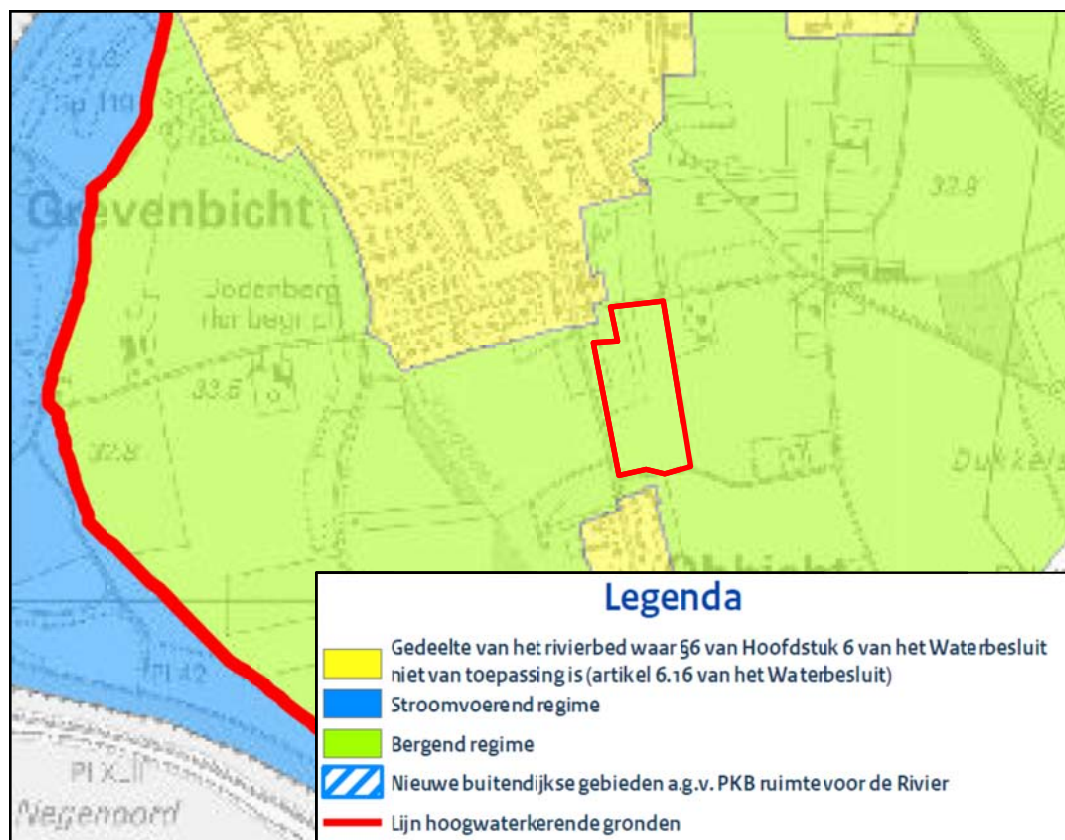 Grevenbicht
33.9
Jodenberg
33.6
32.8
Negenoord
Legenda
Gedeelte van het rivierbed waar §6 van Hoofdstuk 6 van het Waterbesluit
niet van toepassing is (artikel 6.16 van het Waterbesluit)
Stroomvoerend regime
Bergend regime
Nieuwe buitendijkse gebieden a.g.v. PKB ruimte voor de Rivier
Lijn hoogwaterkerende gronden